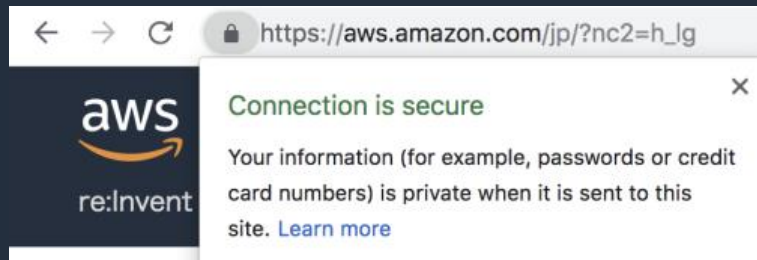 https://aws.amazon.com/jp/?nc2=h_lg
aws
re:Invent
Connection is secure
Your information (for example, passwords or credit
card numbers) is private when it is sent to this
site. Learn more